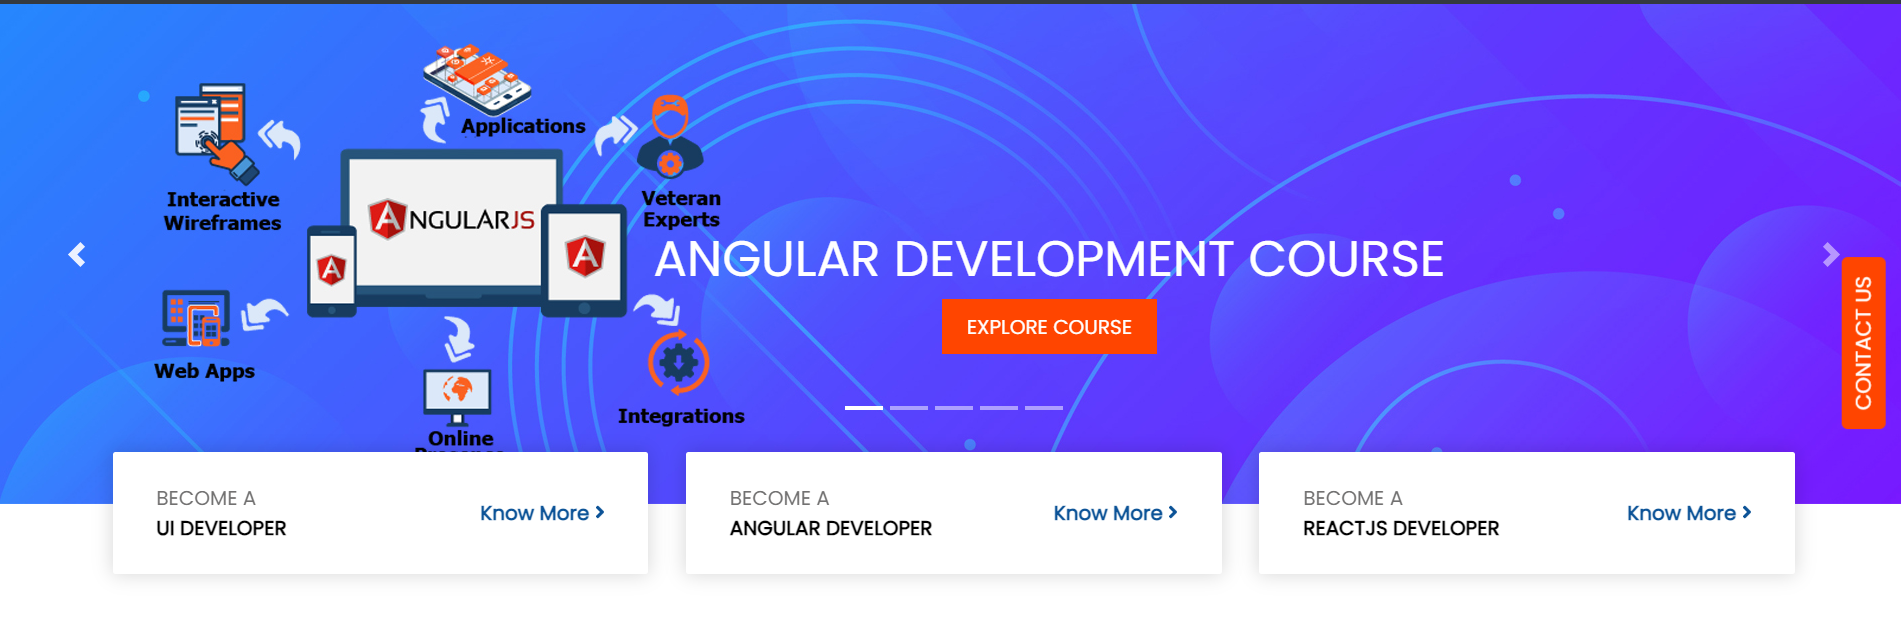 Applications
Interactive
Wireframes
Veteran
Experts
ANGULARJS
ANGULAR DEVELOPMENT COURSE
EXPLORE COURSE
CONTACT US
Web Apps
Integrations
Online
BECOME A
UI DEVELOPER
Know More
BECOME A
ANGULAR DEVELOPER
Know More
BECOME A
REACTJS DEVELOPER
Know More